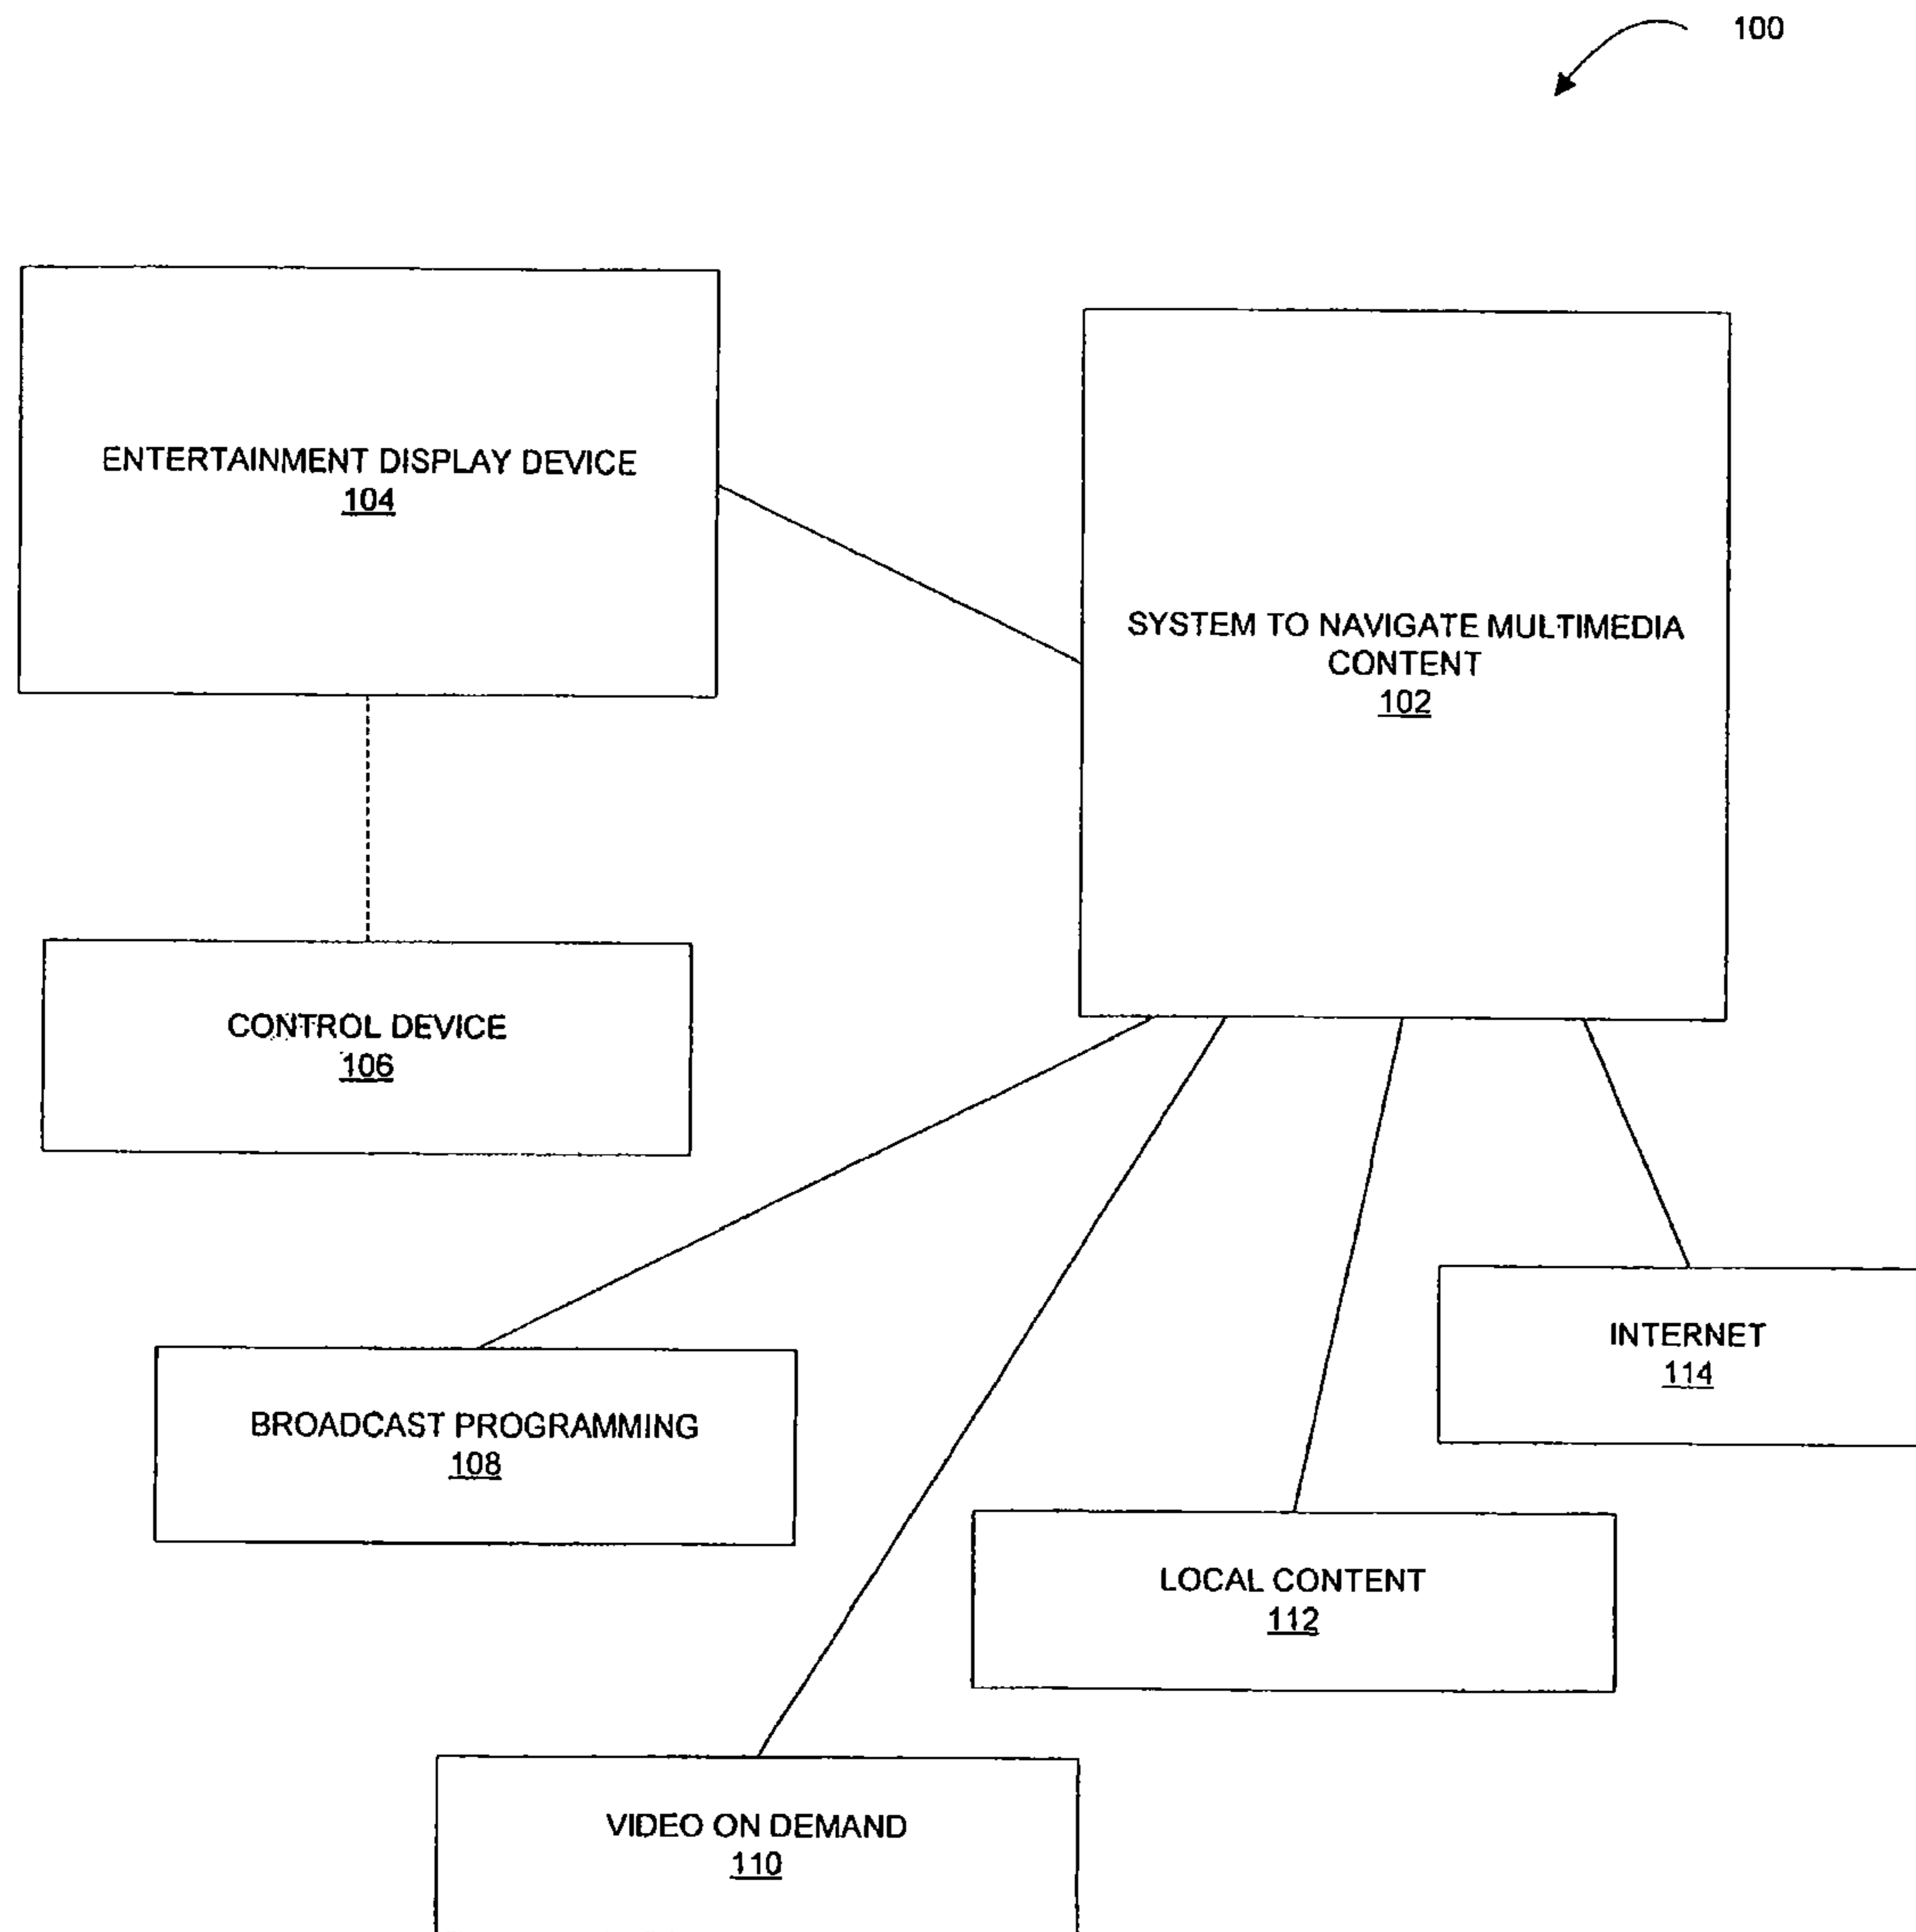 100
ENTERTAINMENT DISPLAY DEVICE
104
SYSTEM TO NAVIGATE MULTIMEDIA
CONTENT
102
CONTROL DEVICE
106
INTERNET
114
BROADCAST PROGRAMMING
108
LOCAL CONTENT
112
VIDEO ON DEMAND
110